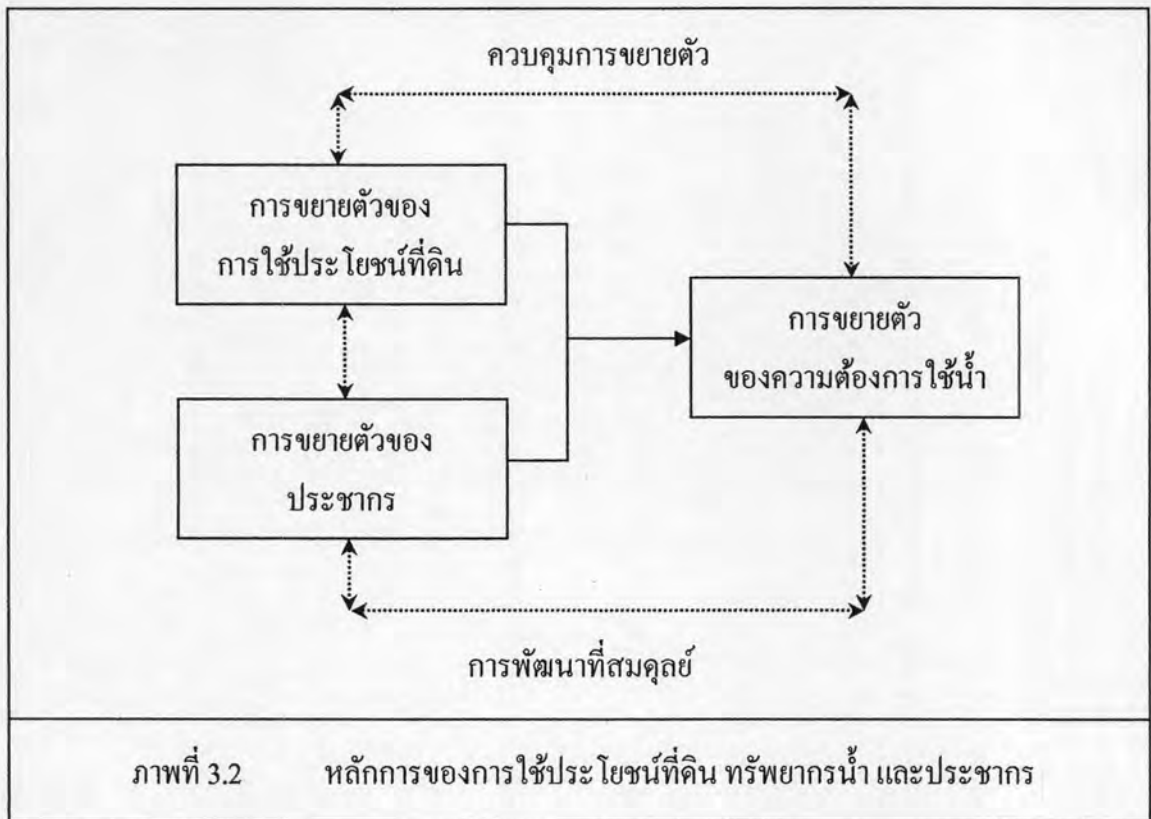 ควบคุมการขยายตัว
การขยายตัวของ
การใช้ประโยชน์ที่ดิน
การขยายตัว
ของความต้องการใช้น้ำ
การขยายตัวของ
ประชากร
การพัฒนาที่สมดุลย์
ภาพที่ 3.2 หลักการของการใช้ประโยชน์ที่ดิน ทรัพยากรน้ำ และประชากร